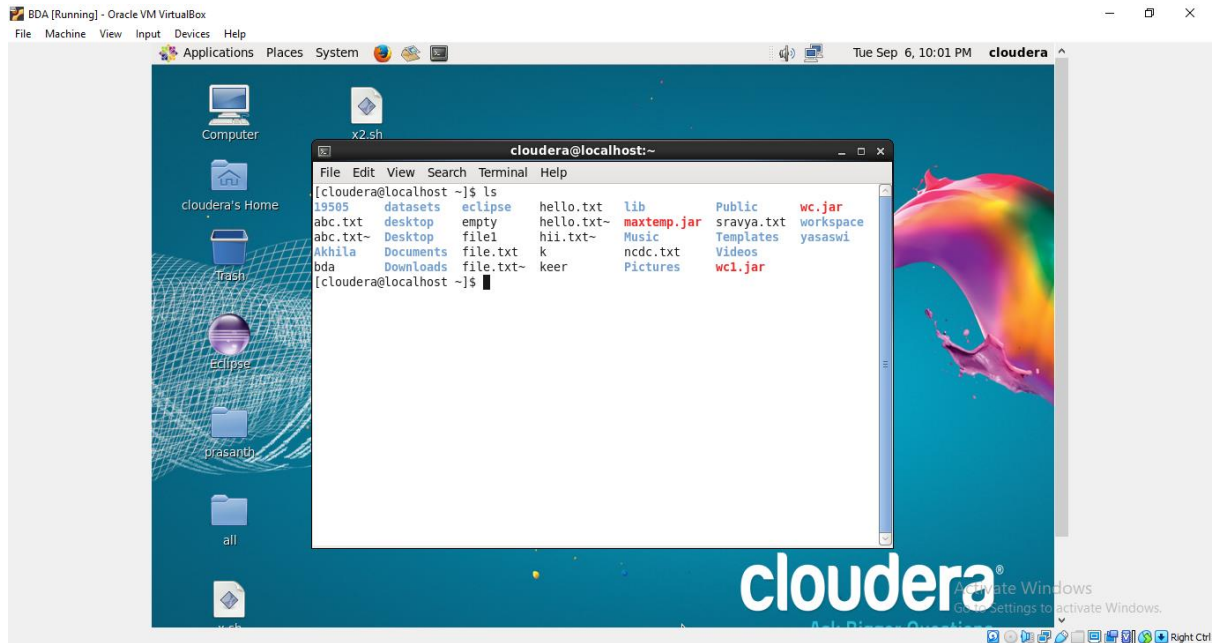 BDA [Running] - Oracle VM VirtualBox
File Machine View Input Devices Help
Applications Places System
Tue Sep 6, 10:01 PM cloudera
Computer
x2.sh
cloudera's Home
Trash
Eclipse
prasanth
all
x.sh
cloudera@localhost:~
File Edit View Search Terminal Help
[cloudera@localhost ~]$ ls
19505 datasets eclipse hello.txt lib Public wc.jar
abc.txt desktop empty hello.txt~ maxtemp.jar sravya.txt workspace
abc.txt~ Desktop file1 hii.txt~ Music Templates yasaswi
Akhila Documents file.txt k ncdc.txt Videos
bda Downloads file.txt~ keer Pictures wc1.jar
[cloudera@localhost ~]$
cloudera®
Ask Bigger Questions
Activate Windows
Go to Settings to activate Windows.
Right Ctrl